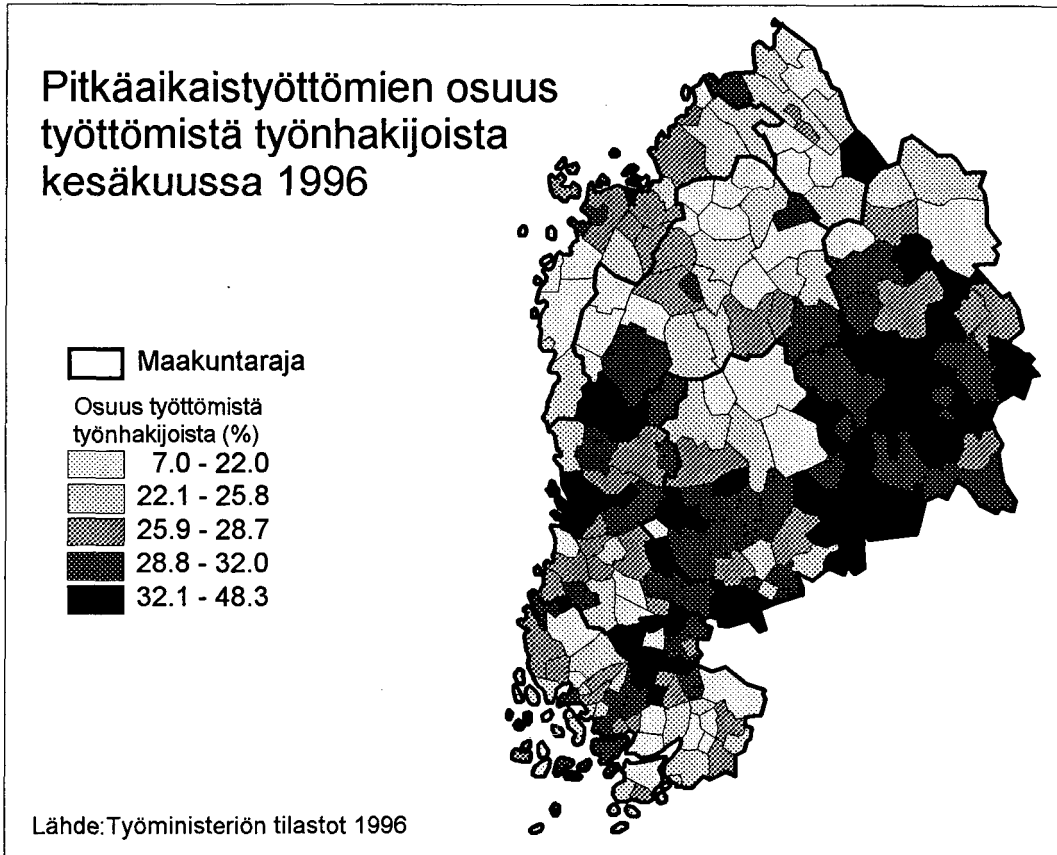 Pitkäaikaistyöttömien osuus
työttömistä työnhakijoista
kesäkuussa 1996
Maakuntaraja
Osuus työttömistä
työnhakijoista (%)
7.0 - 22.0
22.1 - 25.8
25.9 - 28.7
28.8 - 32.0
32.1 - 48.3
Lähde:Työministeriön tilastot 1996